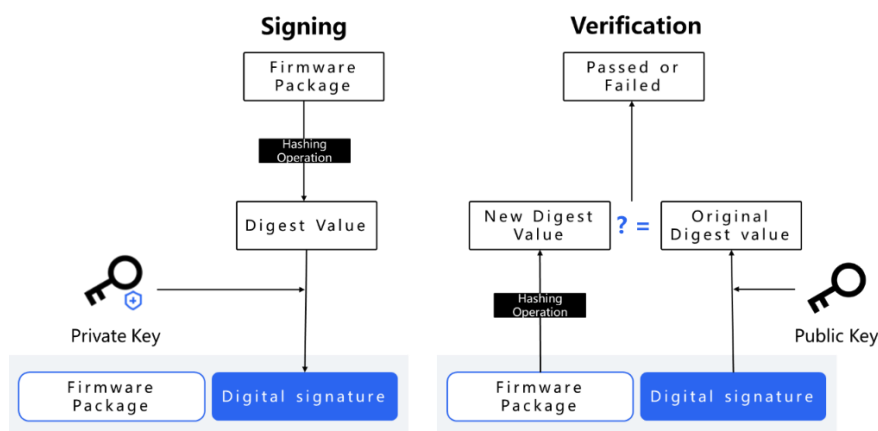 Signing
Firmware
Package
Hashing
Operation
Digest Value
Private Key
Firmware
Package
Digital signature
Verification
Passed or
Failed
New Digest
Value
? =
Original
Digest value
Hashing
Operation
Public Key
Firmware
Package
Digital signature